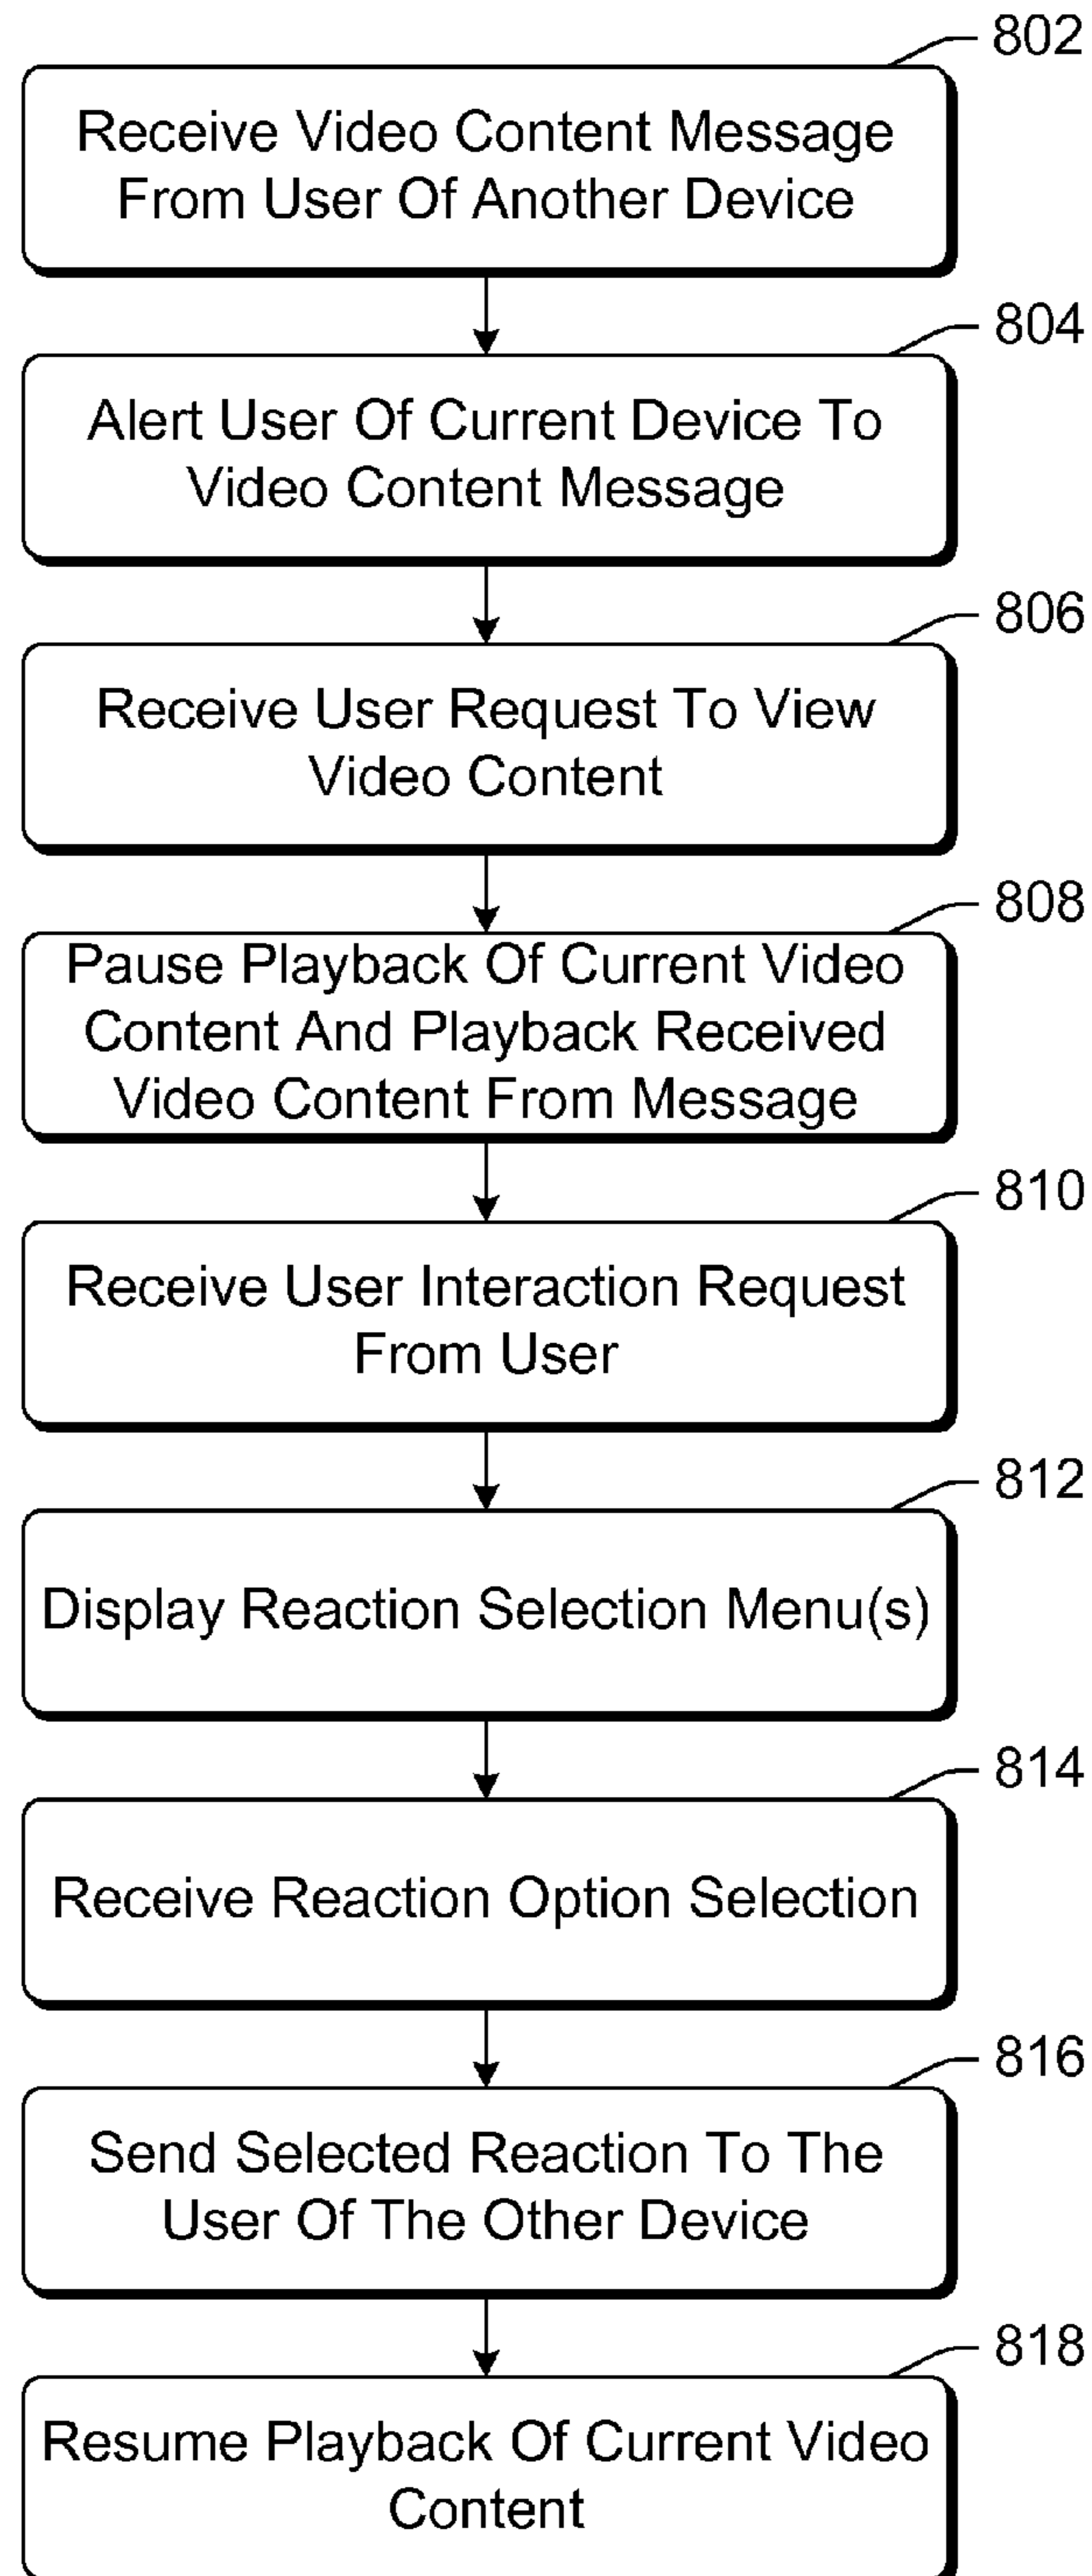 802
Receive Video Content Message
From User Of Another Device
804
Alert User Of Current Device To
Video Content Message
806
Receive User Request To View
Video Content
808
Pause Playback Of Current Video
Content And Playback Received
Video Content From Message
810
Receive User Interaction Request
From User
812
Display Reaction Selection Menu(s)
814
Receive Reaction Option Selection
816
Send Selected Reaction To The
User Of The Other Device
818
Resume Playback Of Current Video
Content